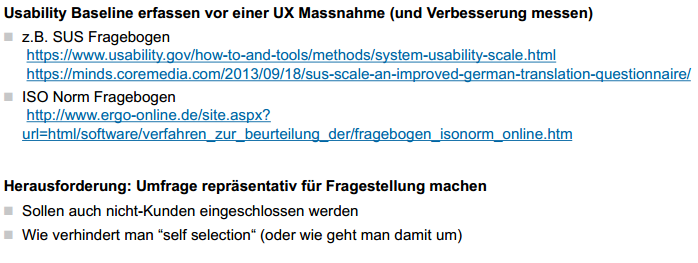 Usability Baseline erfassen vor einer UX Massnahme (und Verbesserung messen)
z.B. SUS Fragebogen
https://www.usability.gov/how-to-and-tools/methods/system-usability-scale.html
https://minds.coremedia.com/2013/09/18/sus-scale-an-improved-german-translation-questionnaire/
ISO Norm Fragebogen
http://www.ergo-online.de/site.aspx?
url=html/software/verfahren_zur_beurteilung_der/fragebogen_isonorm_online.htm
Herausforderung: Umfrage repräsentativ für Fragestellung machen
Sollen auch nicht-Kunden eingeschlossen werden
Wie verhindert man “self selection“ (oder wie geht man damit um)